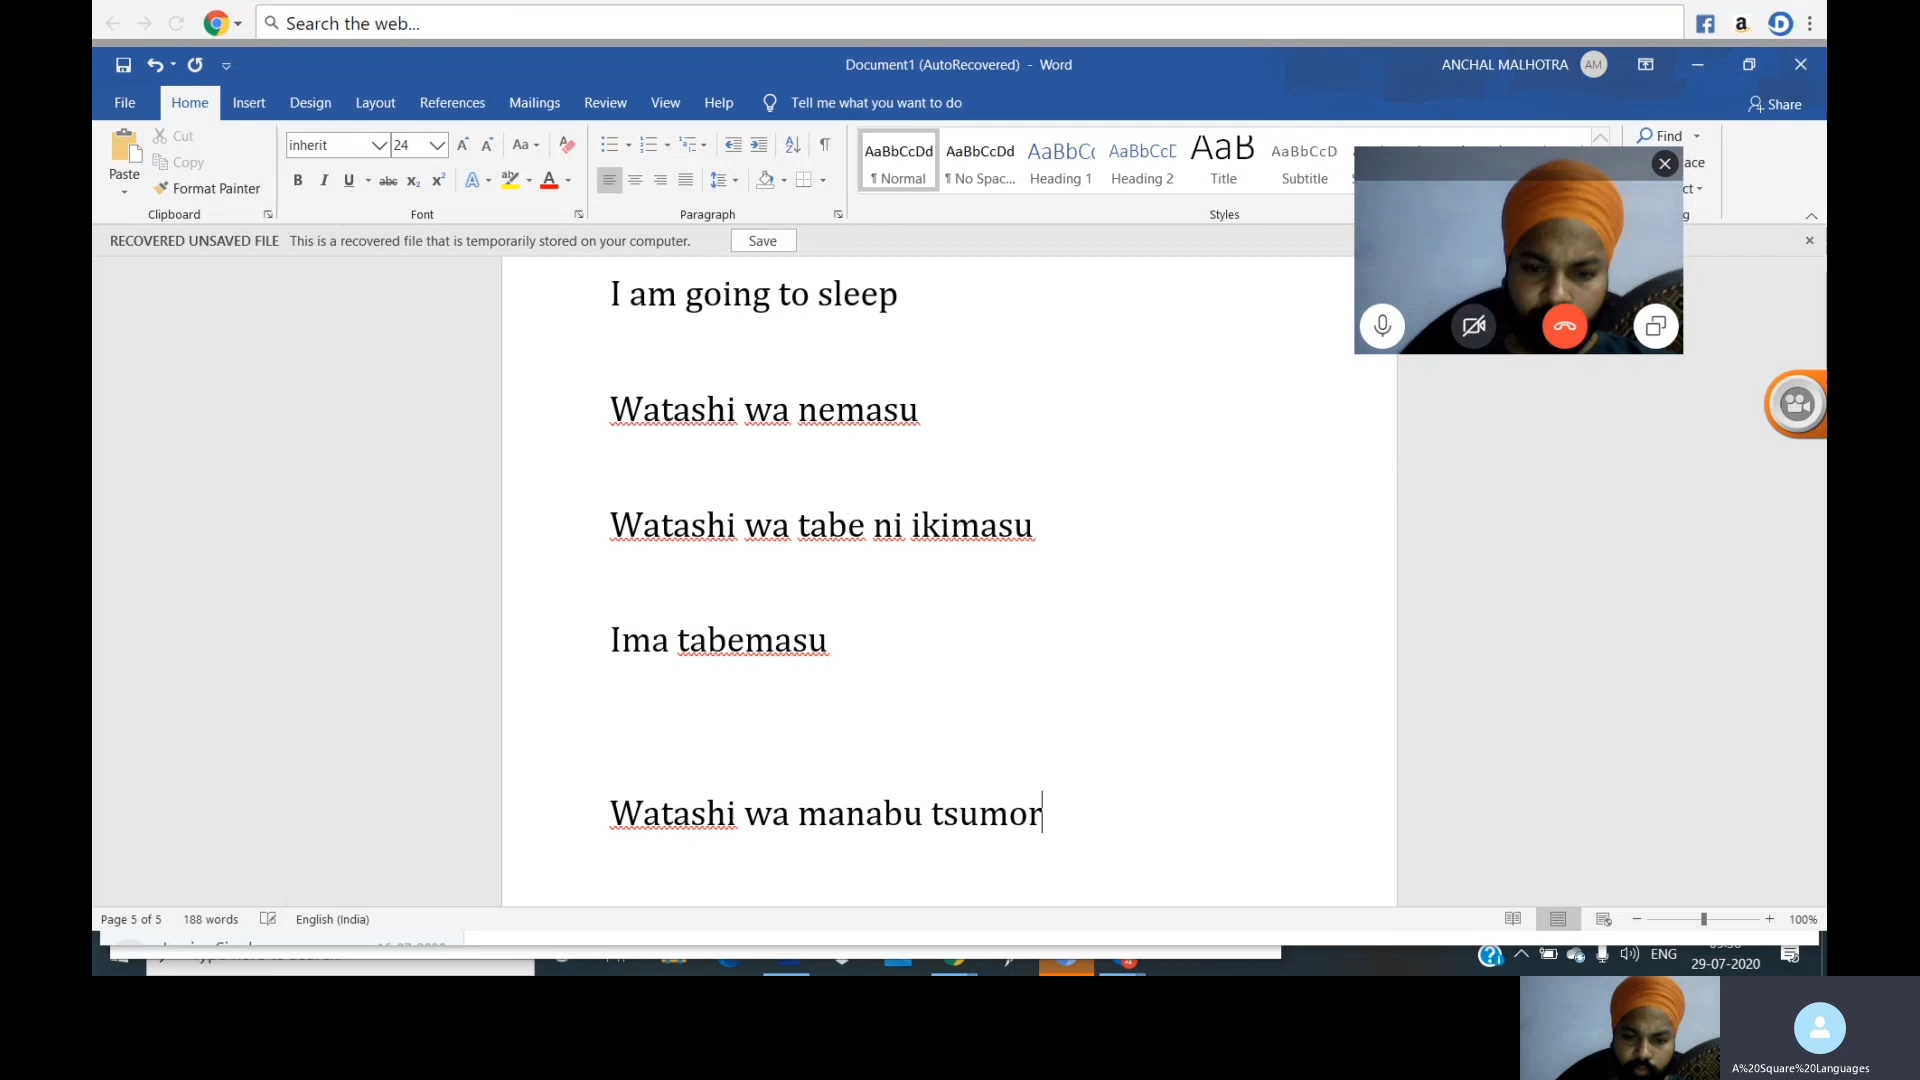 Search the web...
Document1 (AutoRecovered) - Word
ANCHAL MALHOTRA AM
File Home Insert Design Layout References Mailings Review View Help Tell me what you want to do Share
Paste
Cut
Copy
Format Painter
Clipboard
inherit 24
Font
Paragraph
AaBbCcDd ¶ Normal
AaBbCcDd ¶ No Spac...
Heading 1
Heading 2
AaB Title
AaBbCcD Subtitle
Styles
Find
RECOVERED UNSAVED FILE This is a recovered file that is temporarily stored on your computer. Save
I am going to sleep
Watashi wa nemasu
Watashi wa tabe ni ikimasu
Ima tabemasu
Watashi wa manabu tsumor
Page 5 of 5 188 words English (India) 100%
ENG
29-07-2020
A%20Square%20Languages